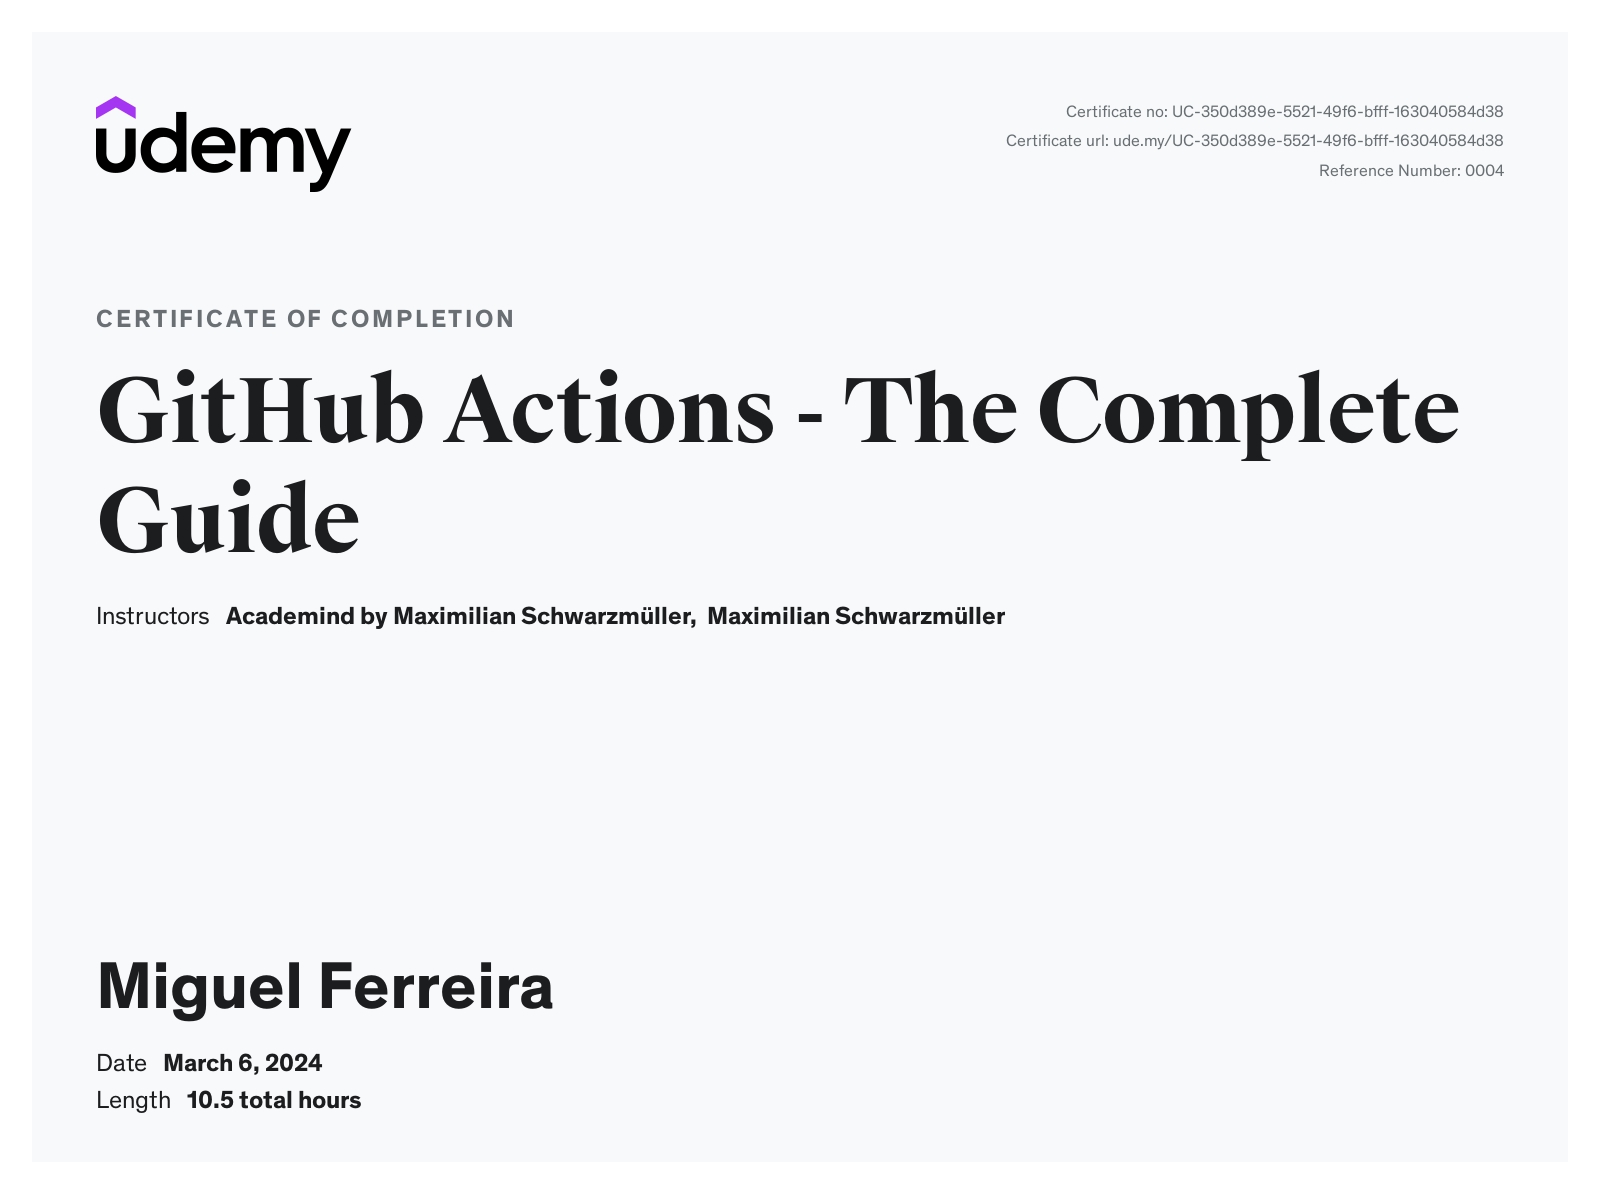 udemy
Certificate no: UC-350d389e-5521-49f6-bfff-163040584d38
Certificate url: ude.my/UC-350d389e-5521-49f6-bfff-163040584d38
Reference Number: 0004
CERTIFICATE OF COMPLETION
GitHub Actions - The Complete
Guide
Instructors Academind by Maximilian Schwarzmüller, Maximilian Schwarzmüller
Miguel Ferreira
Date March 6, 2024
Length 10.5 total hours